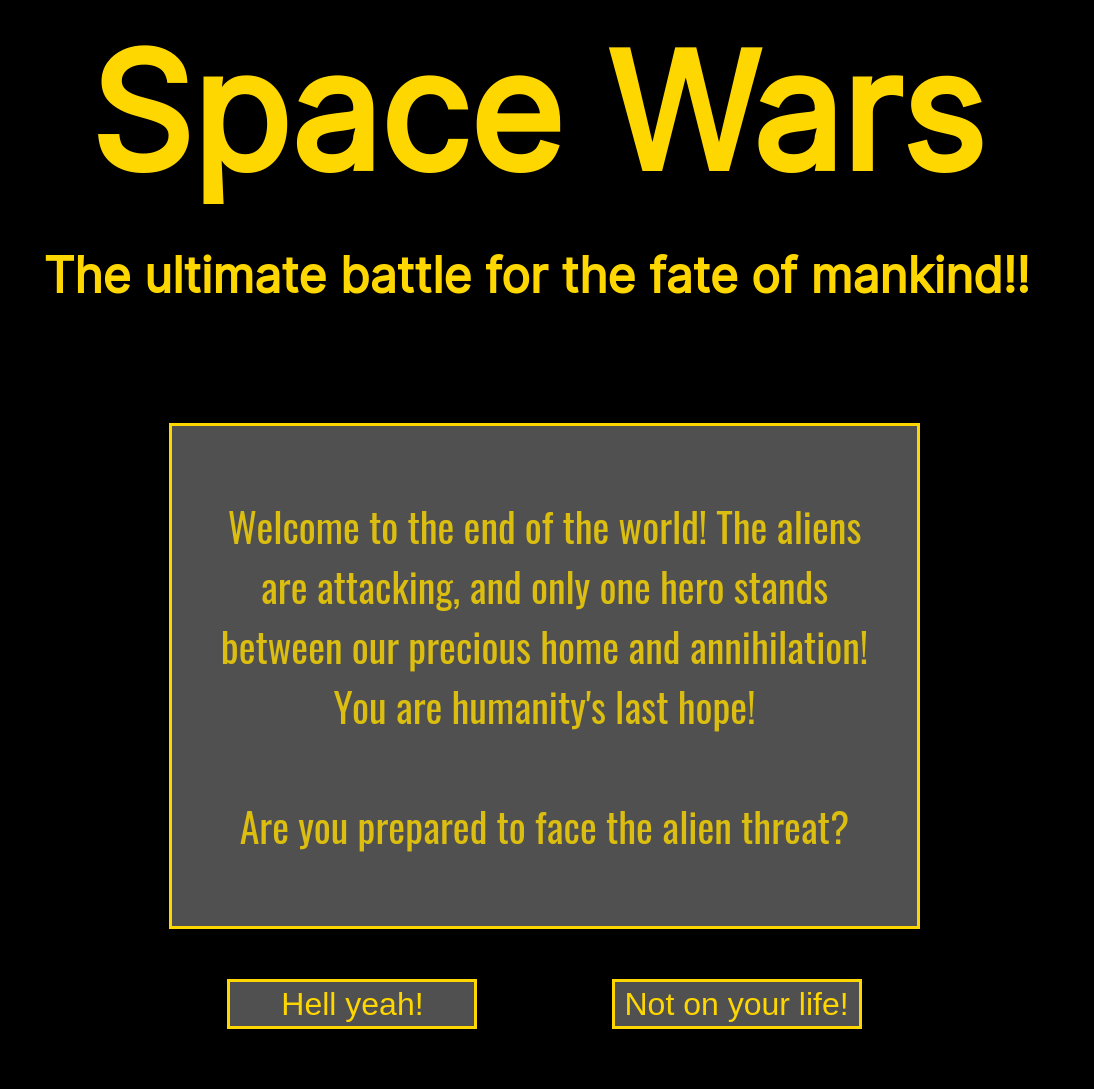 Space Wars
The ultimate battle for the fate of mankind!!
Welcome to the end of the world! The aliens
are attacking, and only one hero stands
between our precious home and annihilation!
You are humanity's last hope!
Are you prepared to face the alien threat?
Hell yeah!
Not on your life!